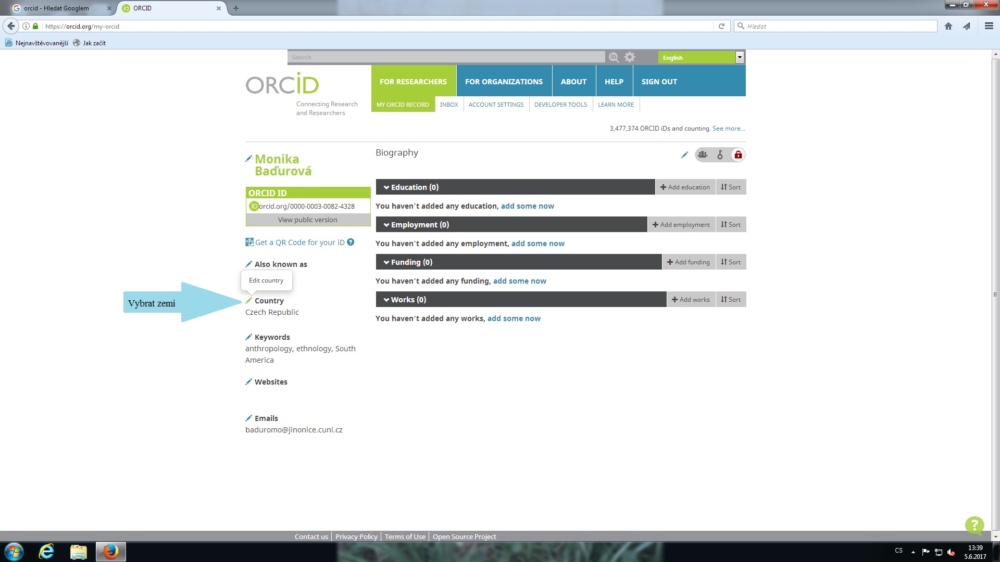 orcid - Hledat Googlem
ORCID
https://orcid.org/my-orcid
Hledat
Nejnavštěvovanější
Jak začít
Search
English
ORCID
Connecting Research
and Researchers
FOR RESEARCHERS
FOR ORGANIZATIONS
ABOUT
HELP
SIGN OUT
MY ORCID RECORD
INBOX
ACCOUNT SETTINGS
DEVELOPER TOOLS
LEARN MORE
3,477,374 ORCID iDs and counting. See more...
Monika
Baďurová
ORCID ID
iD orcid.org/0000-0003-0082-4328
View public version
Get a QR Code for your iD ?
Also known as
Edit country
Vybrat zemi
Country
Czech Republic
Keywords
anthropology, ethnology, South
America
Websites
Emails
baduromo@jinonice.cuni.cz
Biography
Education (0)
Add education
Sort
You haven't added any education, add some now
Employment (0)
Add employment
Sort
You haven't added any employment, add some now
Funding (0)
Add funding
Sort
You haven't added any funding, add some now
Works (0)
Add works
Sort
You haven't added any works, add some now
?
Contact us
Privacy Policy
Terms of Use
Open Source Project
CS
13:39
5.6.2017